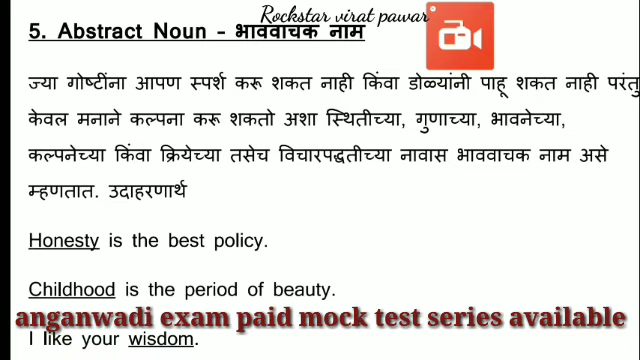 Rockstar virat pawar
5. Abstract Noun – भाववाचक नाम
ज्या गोष्टींना आपण स्पर्श करू शकत नाही किंवा डोळ्यांनी पाहू शकत नाही परंतु
केवल मनाने कल्पना करू शकतो अशा स्थितीच्या, गुणाच्या, भावनेच्या,
कल्पनेच्या किंवा क्रियेच्या तसेच विचारपद्धतीच्या नावास भाववाचक नाम असे
म्हणतात. उदाहरणार्थ
Honesty is the best policy.
Childhood is the period of beauty.
anganwadi exam paid mock test series available
I like your wisdom.